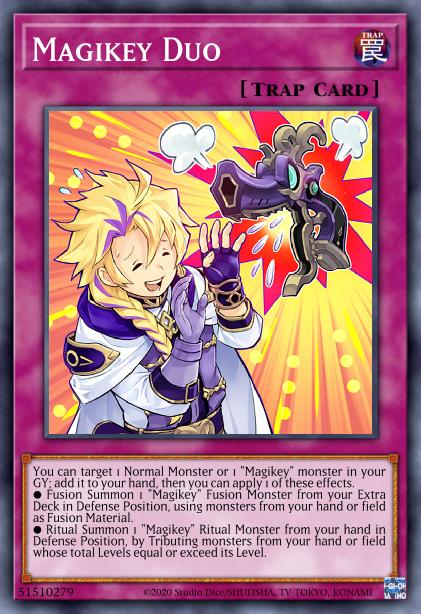 MAGIKEY DUO
TRAP
罠
[TRAP CARD]
You can target 1 Normal Monster or 1 "Magikey" monster in your
GY; add it to your hand, then you can apply 1 of these effects.
● Fusion Summon 1 "Magikey" Fusion Monster from your Extra
Deck in Defense Position, using monsters from your hand or field
as Fusion Material.
● Ritual Summon 1 "Magikey" Ritual Monster from your hand in
Defense Position, by Tributing monsters from your hand or field
whose total Levels equal or exceed its Level.
51510279
©2020 Studio Dice/SHUEISHA, TV TOKYO, KONAMI